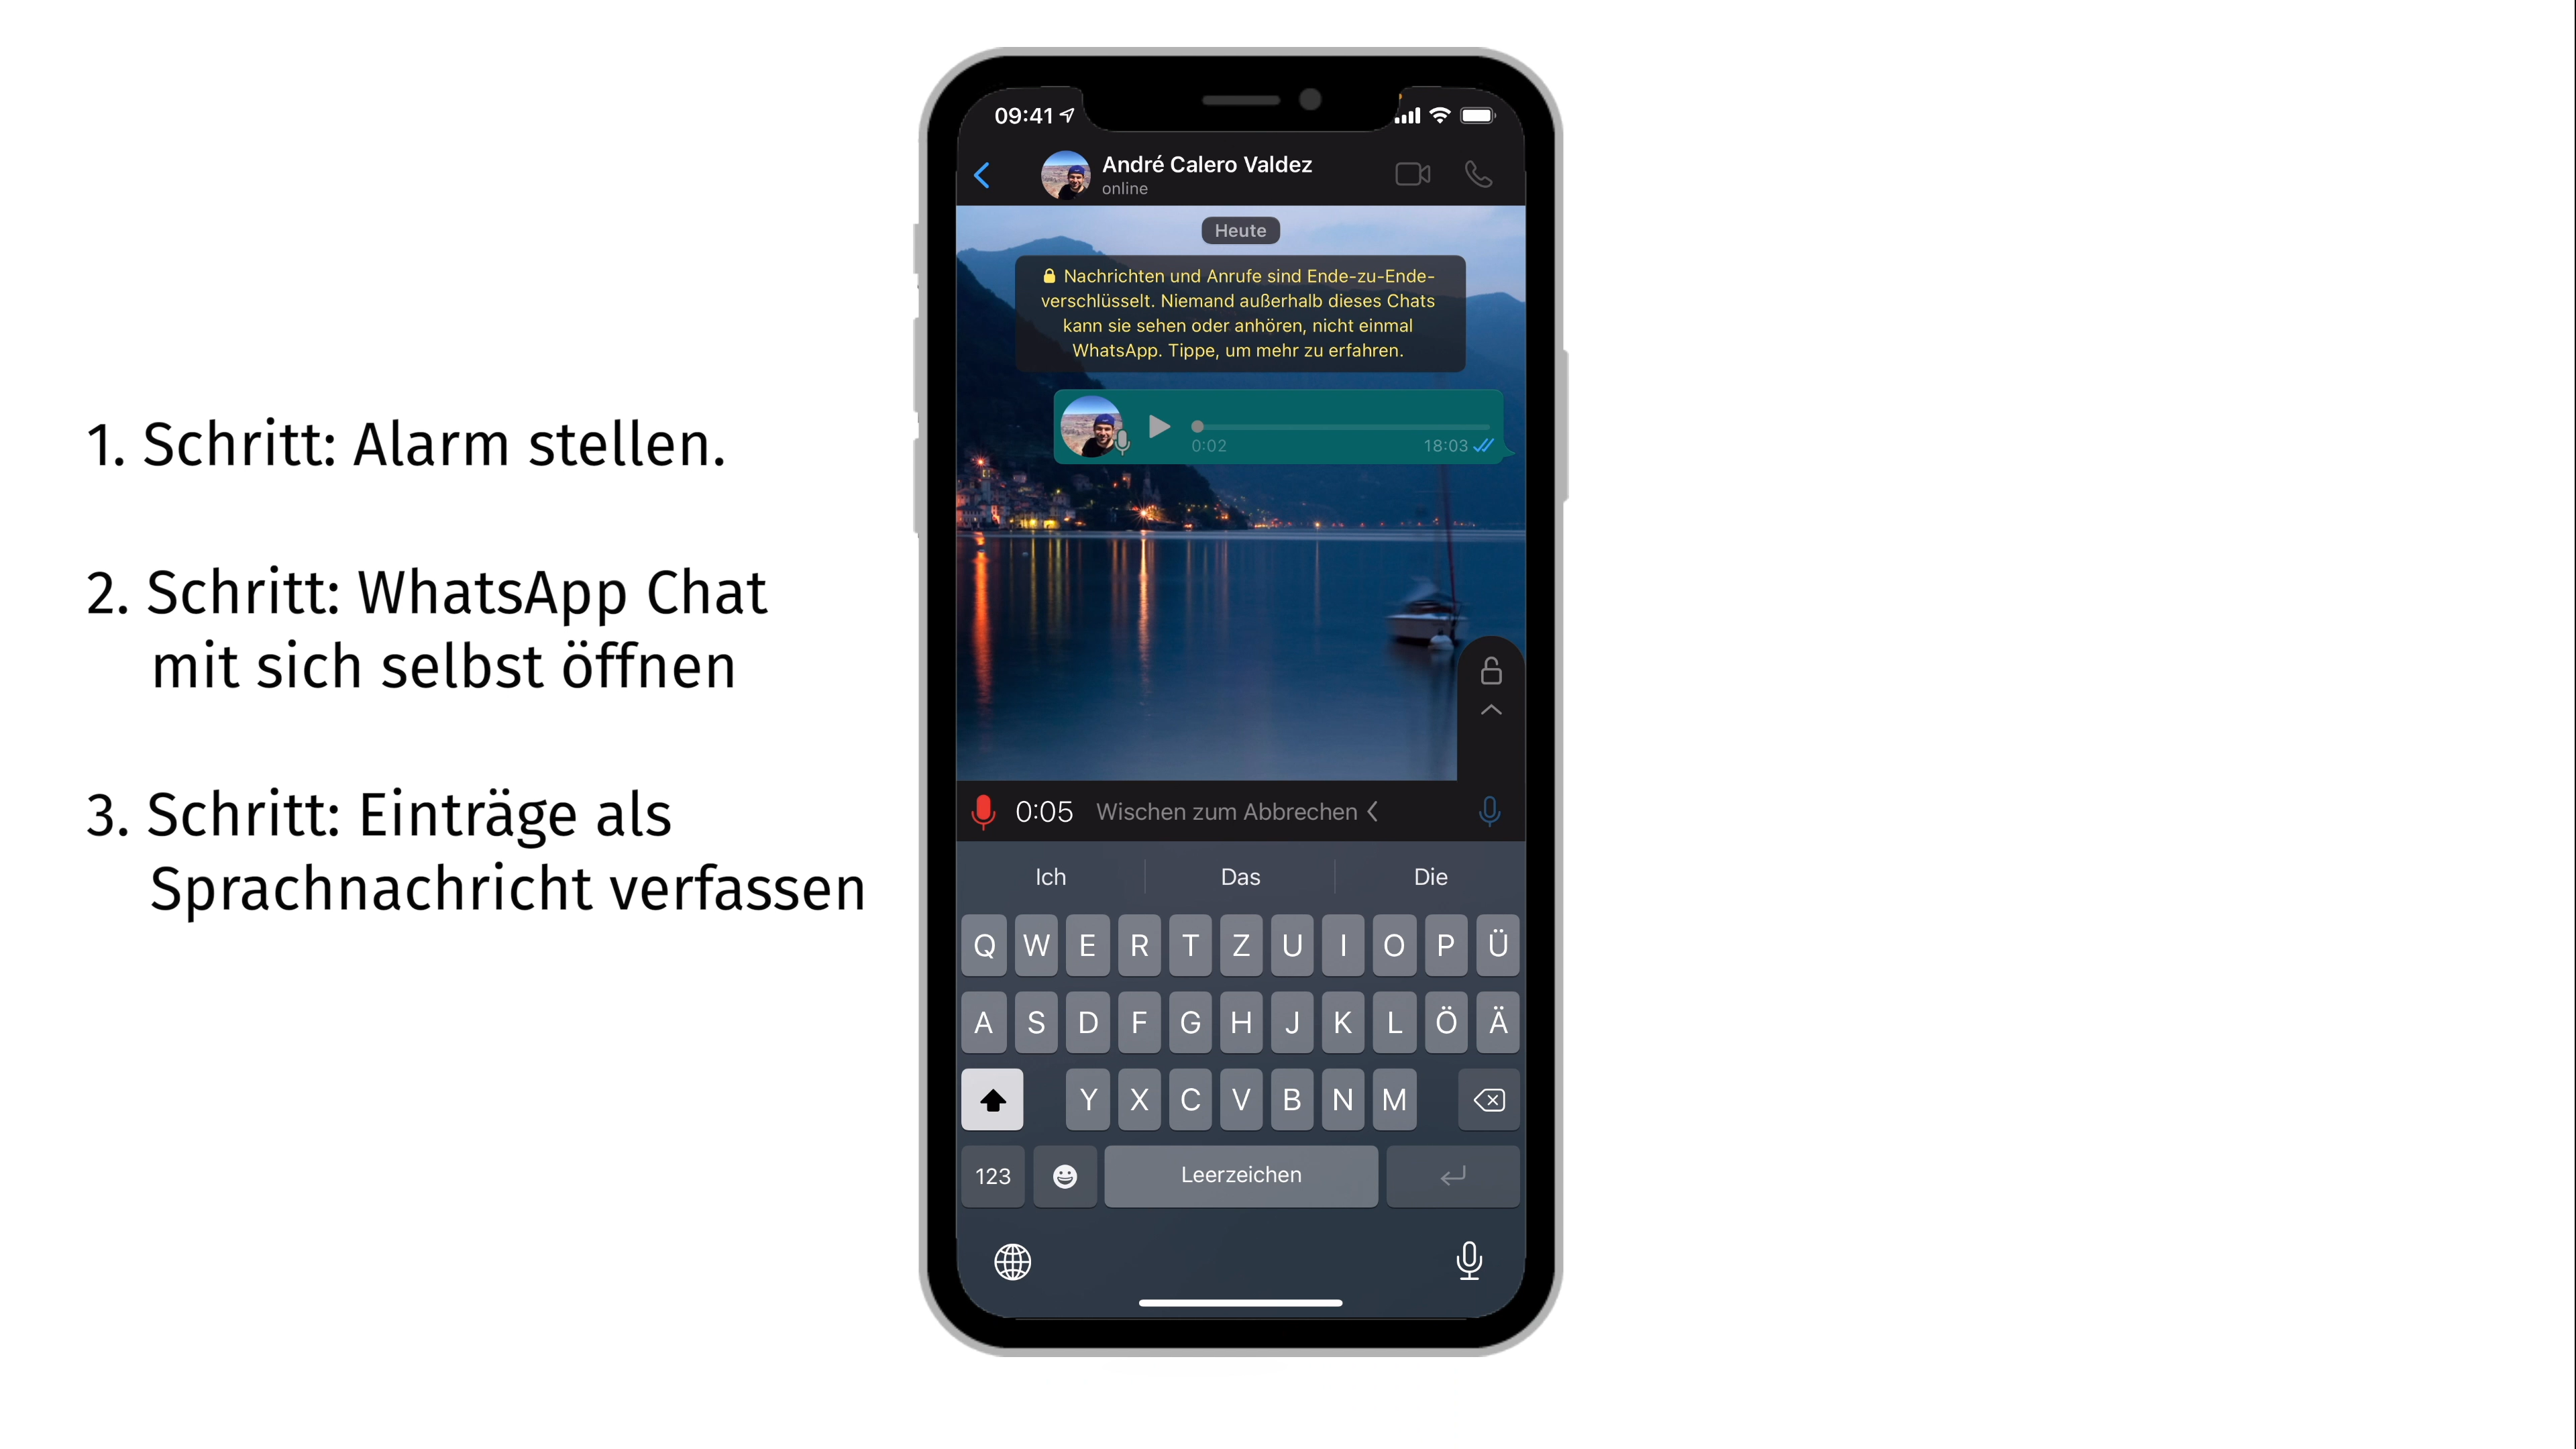 1. Schritt: Alarm stellen.
2. Schritt: WhatsApp Chat
mit sich selbst öffnen
3. Schritt: Einträge als
Sprachnachricht verfassen
09:41
André Calero Valdez
online
Heute
Nachrichten und Anrufe sind Ende-zu-Ende-
verschlüsselt. Niemand außerhalb dieses Chats
kann sie sehen oder anhören, nicht einmal
WhatsApp. Tippe, um mehr zu erfahren.
0:02 18:03
0:05 Wischen zum Abbrechen
Ich Das Die
Q W E R T Z U I O P Ü
A S D F G H J K L Ö Ä
Y X C V B N M
123 Leerzeichen